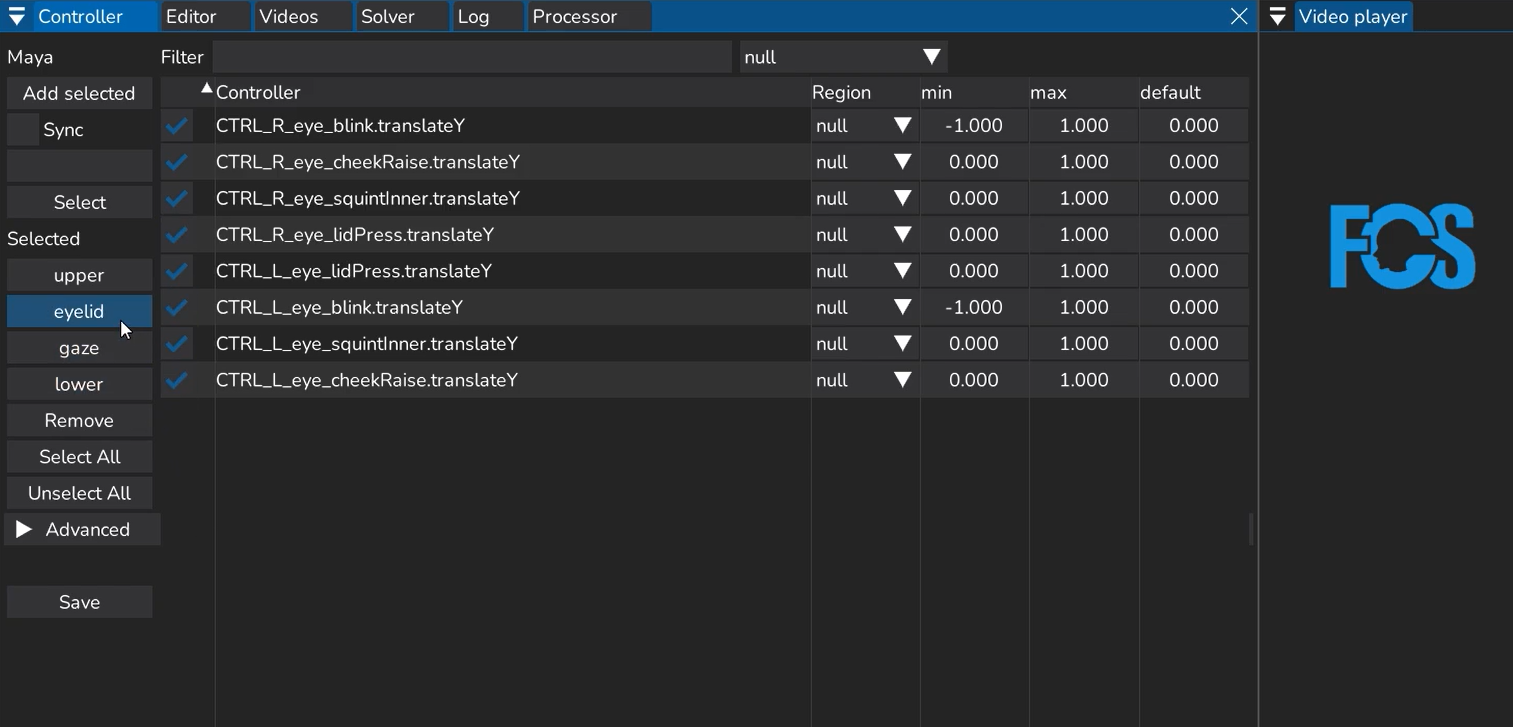 Controller Editor Videos Solver Log Processor Video player
Maya Filter null
Add selected Controller Region min max default
Sync CTRL_R_eye_blink.translateY null -1.000 1.000 0.000
CTRL_R_eye_cheekRaise.translateY null 0.000 1.000 0.000
Select CTRL_R_eye_squintInner.translateY null 0.000 1.000 0.000
Selected CTRL_R_eye_lidPress.translateY null 0.000 1.000 0.000
upper CTRL_L_eye_lidPress.translateY null 0.000 1.000 0.000
eyelid CTRL_L_eye_blink.translateY null -1.000 1.000 0.000
gaze CTRL_L_eye_squintInner.translateY null 0.000 1.000 0.000
lower CTRL_L_eye_cheekRaise.translateY null 0.000 1.000 0.000
Remove
Select All
Unselect All
Advanced
Save
FCS